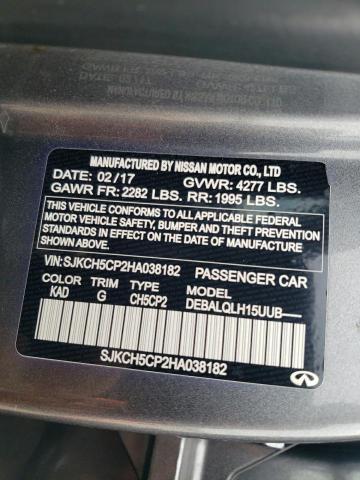 MANUFACTURED BY NISSAN MOTOR CO., LTD
DATE: 02/17 GVWR: 4277 LBS.
GAWR FR: 2282 LBS. RR: 1995 LBS.
THIS VEHICLE CONFORMS TO ALL APPLICABLE FEDERAL
MOTOR VEHICLE SAFETY, BUMPER AND THEFT PREVENTION
STANDARDS IN EFFECT ON THE DATE OF MANUFACTURE
SHOWN ABOVE.
VIN:SJKCH5CP2HA038182 PASSENGER CAR
COLOR TRIM TYPE MODEL
KAD G CH5CP2 DEBALQLH15UUB—
SJKCH5CP2HA038182
INFINITI